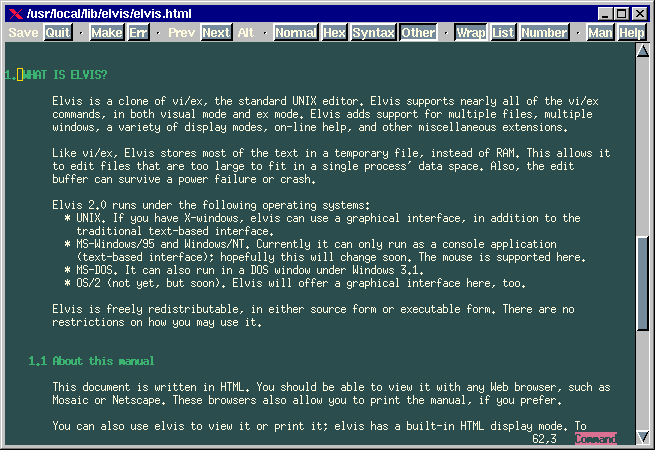 /usr/local/lib/elvis/elvis.html
Save Quit · Make Err · Prev Next Alt · Normal Hex Syntax Other · Wrap List Number · Man Help
1. WHAT IS ELVIS?
Elvis is a clone of vi/ex, the standard UNIX editor. Elvis supports nearly all of the vi/ex
commands, in both visual mode and ex mode. Elvis adds support for multiple files, multiple
windows, a variety of display modes, on-line help, and other miscellaneous extensions.
Like vi/ex, Elvis stores most of the text in a temporary file, instead of RAM. This allows it
to edit files that are too large to fit in a single process' data space. Also, the edit
buffer can survive a power failure or crash.
Elvis 2.0 runs under the following operating systems:
* UNIX. If you have X-windows, elvis can use a graphical interface, in addition to the
traditional text-based interface.
* MS-Windows/95 and Windows/NT. Currently it can only run as a console application
(text-based interface); hopefully this will change soon. The mouse is supported here.
* MS-DOS. It can also run in a DOS window under Windows 3.1.
* OS/2 (not yet, but soon). Elvis will offer a graphical interface here, too.
Elvis is freely redistributable, in either source form or executable form. There are no
restrictions on how you may use it.
1.1 About this manual
This document is written in HTML. You should be able to view it with any Web browser, such as
Mosaic or Netscape. These browsers also allow you to print the manual, if you prefer.
You can also use elvis to view it or print it; elvis has a built-in HTML display mode. To
62,3 Command